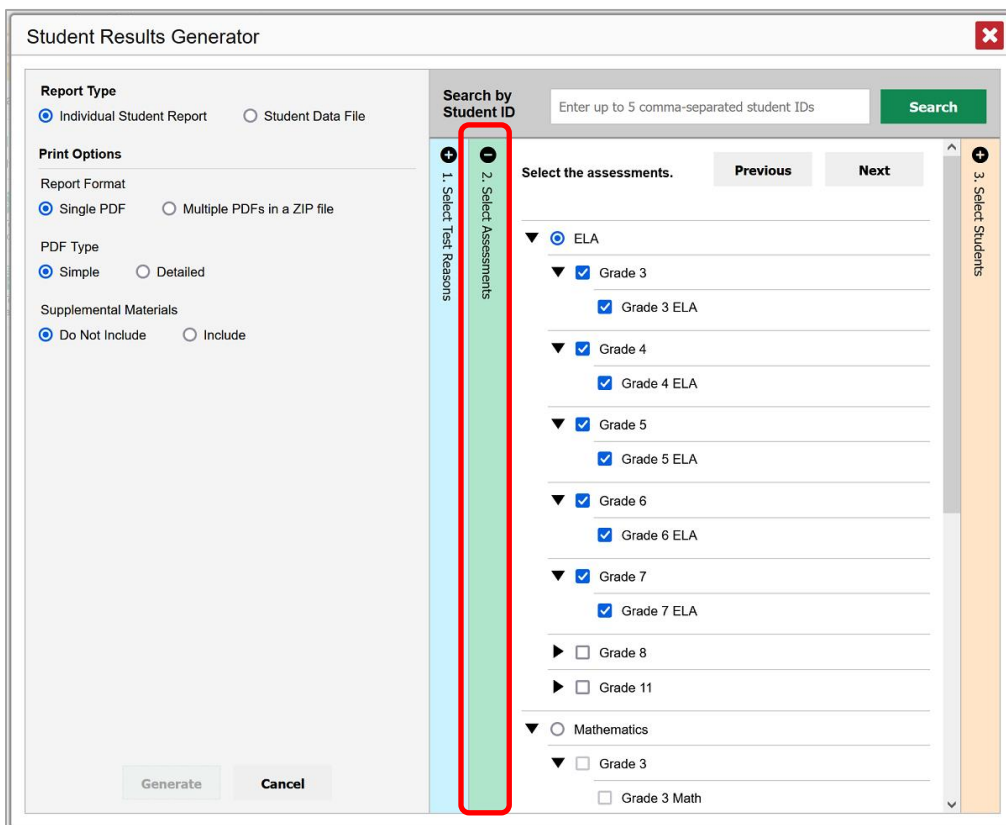 Student Results Generator
Report Type
Individual Student Report
Student Data File
Print Options
Report Format
Single PDF
Multiple PDFs in a ZIP file
PDF Type
Simple
Detailed
Supplemental Materials
Do Not Include
Include
Generate
Cancel
Search by
Student ID
Enter up to 5 comma-separated student IDs
Search
1. Select Test Reasons
2. Select Assessments
Select the assessments.
Previous
Next
ELA
Grade 3
Grade 3 ELA
Grade 4
Grade 4 ELA
Grade 5
Grade 5 ELA
Grade 6
Grade 6 ELA
Grade 7
Grade 7 ELA
Grade 8
Grade 11
Mathematics
Grade 3
Grade 3 Math
3. Select Students